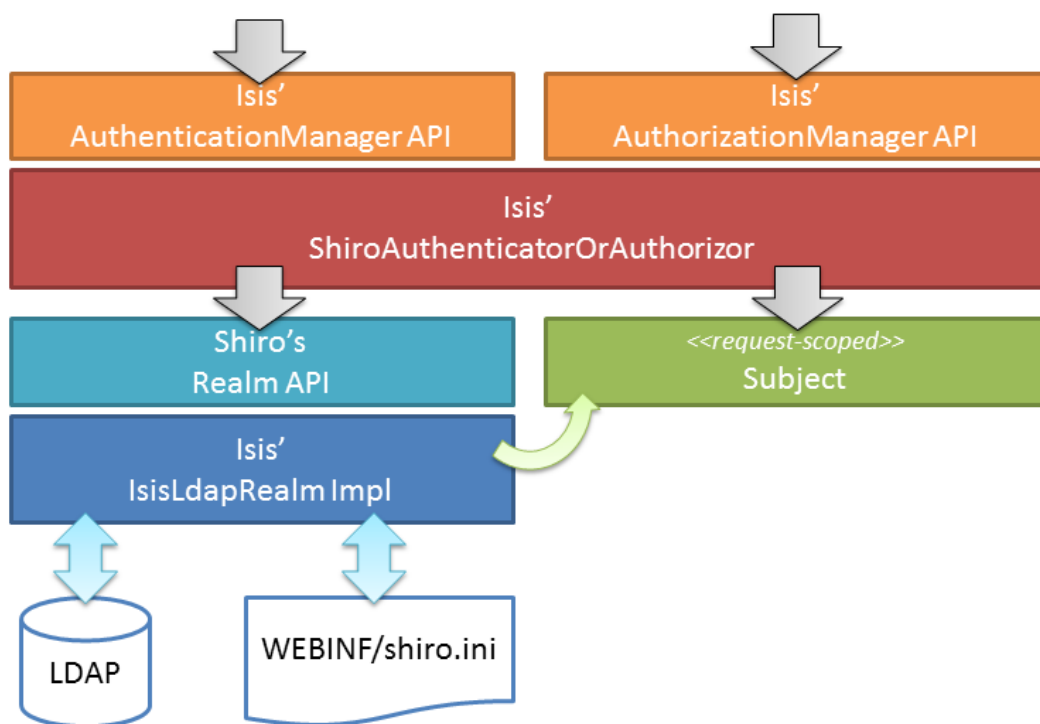 Isis’
AuthenticationManager API
Isis’
AuthorizationManager API
Isis’
ShiroAuthenticatorOrAuthorizor
Shiro’s
Realm API
<<request-scoped>>
Subject
Isis’
IsisLdapRealm Impl
LDAP
WEBINF/shiro.ini